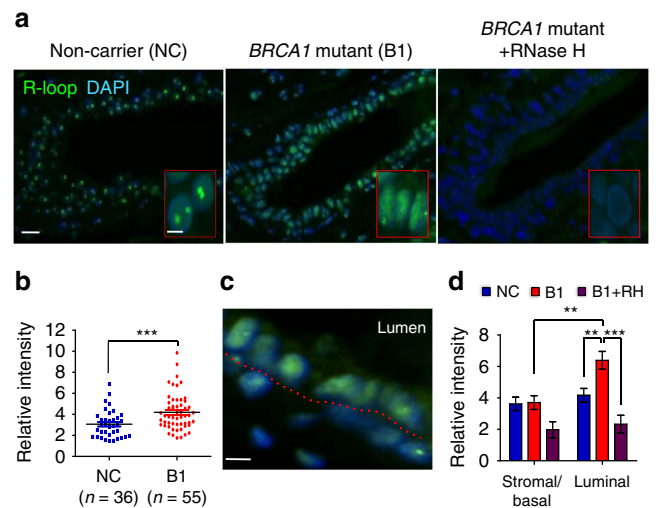 a
Non-carrier (NC)
BRCA1 mutant (B1)
BRCA1 mutant
+RNase H
R-loop DAPI
b
Relative intensity
12
10
8
6
4
2
0
***
NC
(n = 36)
B1
(n = 55)
c
Lumen
d
NC
B1
B1+RH
Relative intensity
8
6
4
2
0
**
** ***
Stromal/
basal
Luminal